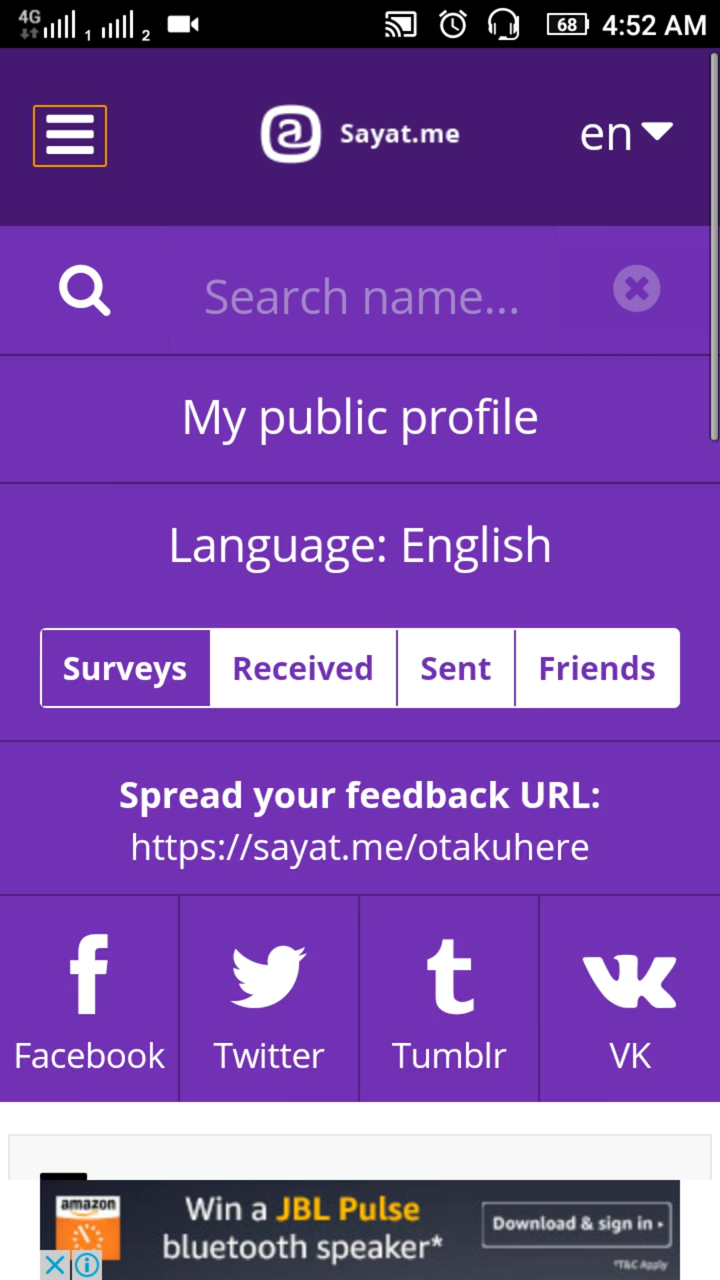 4G 1 2 68 4:52 AM
Sayat.me en
Search name...
My public profile
Language: English
Surveys Received Sent Friends
Spread your feedback URL:
https://sayat.me/otakuhere
Facebook Twitter Tumblr VK
amazon
Win a JBL Pulse
bluetooth speaker*
Download & sign in
*T&C Apply